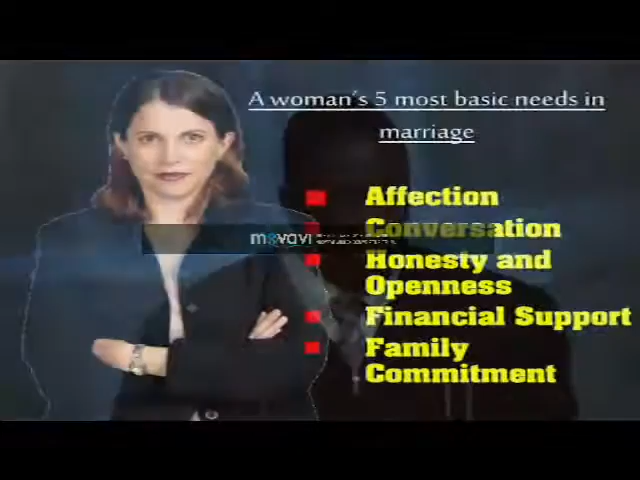 A woman's 5 most basic needs in
marriage
Affection
Conversation
movavi
Honesty and
Openness
Financial Support
Family
Commitment